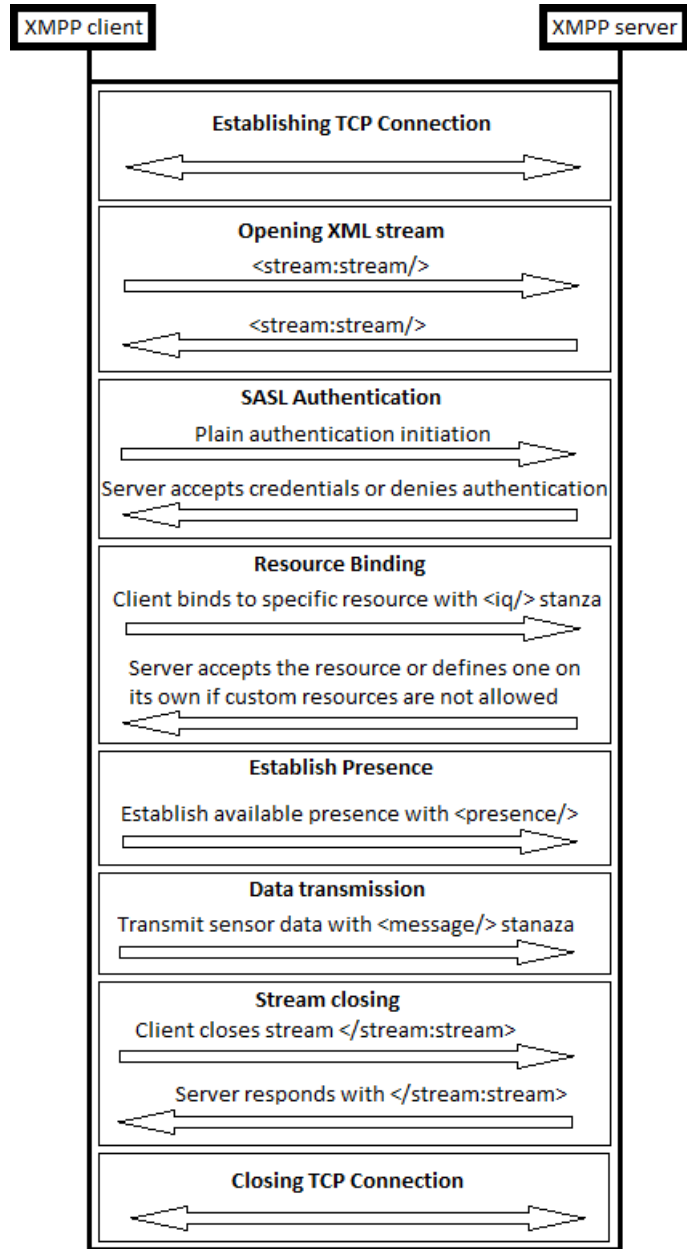 XMPP client
XMPP server
Establishing TCP Connection
Opening XML stream
<stream:stream/>
<stream:stream/>
SASL Authentication
Plain authentication initiation
Server accepts credentials or denies authentication
Resource Binding
Client binds to specific resource with <iq/> stanza
Server accepts the resource or defines one on
its own if custom resources are not allowed
Establish Presence
Establish available presence with <presence/>
Data transmission
Transmit sensor data with <message/> stanaza
Stream closing
Client closes stream </stream:stream>
Server responds with </stream:stream>
Closing TCP Connection